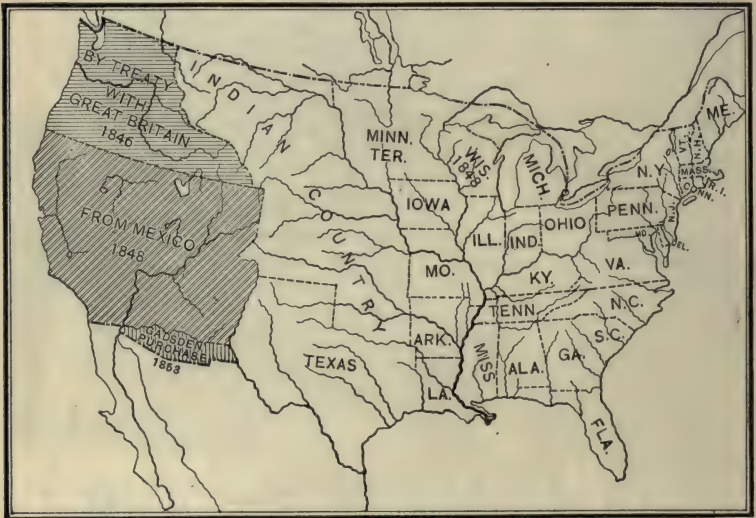 BY TREATY
WITH
GREAT BRITAIN
1846
INDIAN
COUNTRY
FROM MEXICO
1848
GADSDEN
PURCHASE
1853
MINN.
TER.
WIS.
1848
MICH
IOWA
ILL.
IND.
OHIO
MO.
KY.
VA.
TENN.
N.C.
S.C.
ARK.
TEXAS
LA.
MISS
ALA.
GA.
FLA.
PENN.
N.Y.
N.J.
MD.
DEL.
ME.
VT.
N.H.
MASS.
CONN.
R.I.